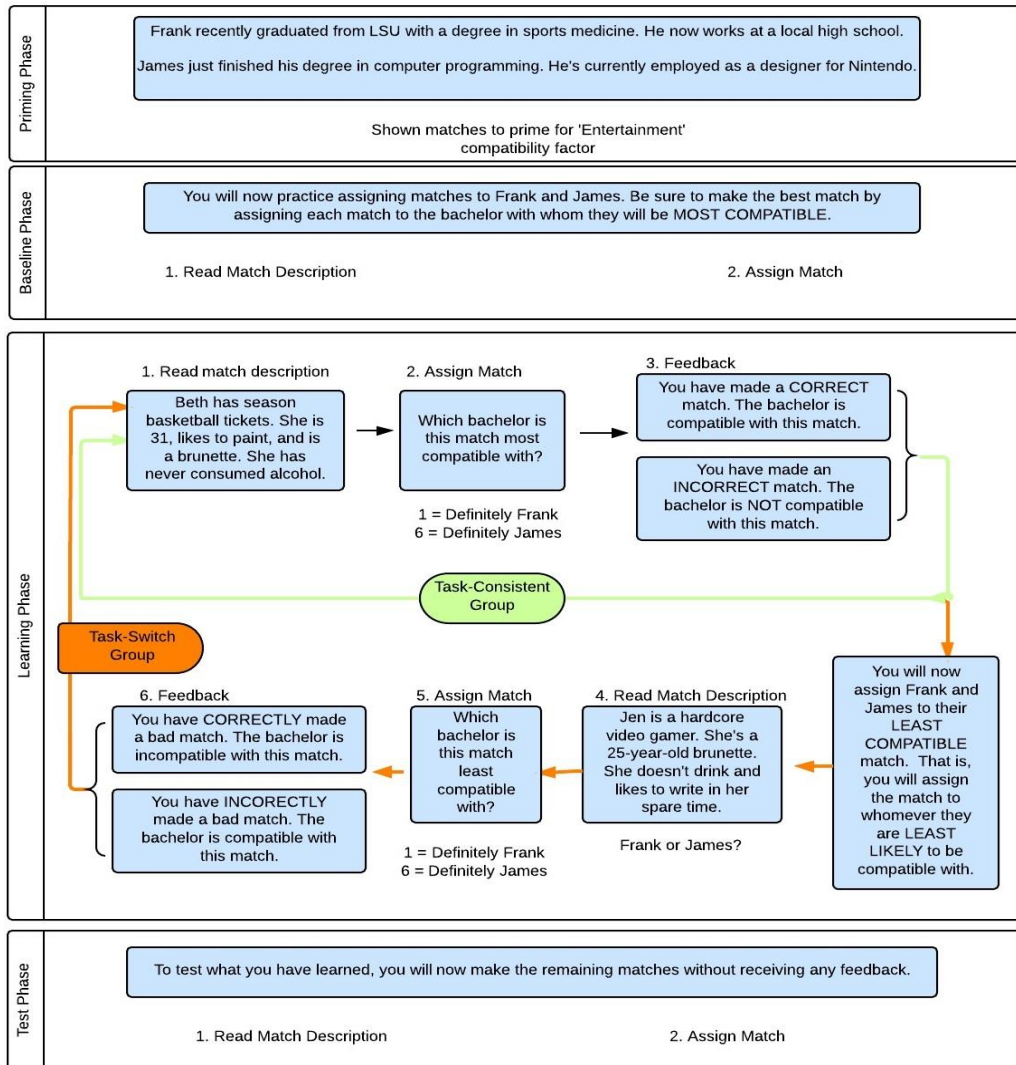 Priming Phase
Frank recently graduated from LSU with a degree in sports medicine. He now works at a local high school.
James just finished his degree in computer programming. He's currently employed as a designer for Nintendo.
Shown matches to prime for 'Entertainment'
compatibility factor
Baseline Phase
You will now practice assigning matches to Frank and James. Be sure to make the best match by
assigning each match to the bachelor with whom they will be MOST COMPATIBLE.
1. Read Match Description
2. Assign Match
Learning Phase
1. Read match description
Beth has season
basketball tickets. She is
31, likes to paint, and is
a brunette. She has
never consumed alcohol.
2. Assign Match
Which bachelor is
this match most
compatible with?
1 = Definitely Frank
6 = Definitely James
3. Feedback
You have made a CORRECT
match. The bachelor is
compatible with this match.
You have made an
INCORRECT match. The
bachelor is NOT compatible
with this match.
Task-Consistent
Group
Task-Switch
Group
You will now
assign Frank and
James to their
LEAST
COMPATIBLE
match.  That is,
you will assign
the match to
whomever they
are LEAST
LIKELY to be
compatible with.
4. Read Match Description
Jen is a hardcore
video gamer. She's a
25-year-old brunette.
She doesn't drink and
likes to write in her
spare time.
Frank or James?
5. Assign Match
Which
bachelor is
this match
least
compatible
with?
1 = Definitely Frank
6 = Definitely James
6. Feedback
You have CORRECTLY made
a bad match. The bachelor is
incompatible with this match.
You have INCORECTLY
made a bad match. The
bachelor is compatible with
this match.
Test Phase
To test what you have learned, you will now make the remaining matches without receiving any feedback.
1. Read Match Description
2. Assign Match